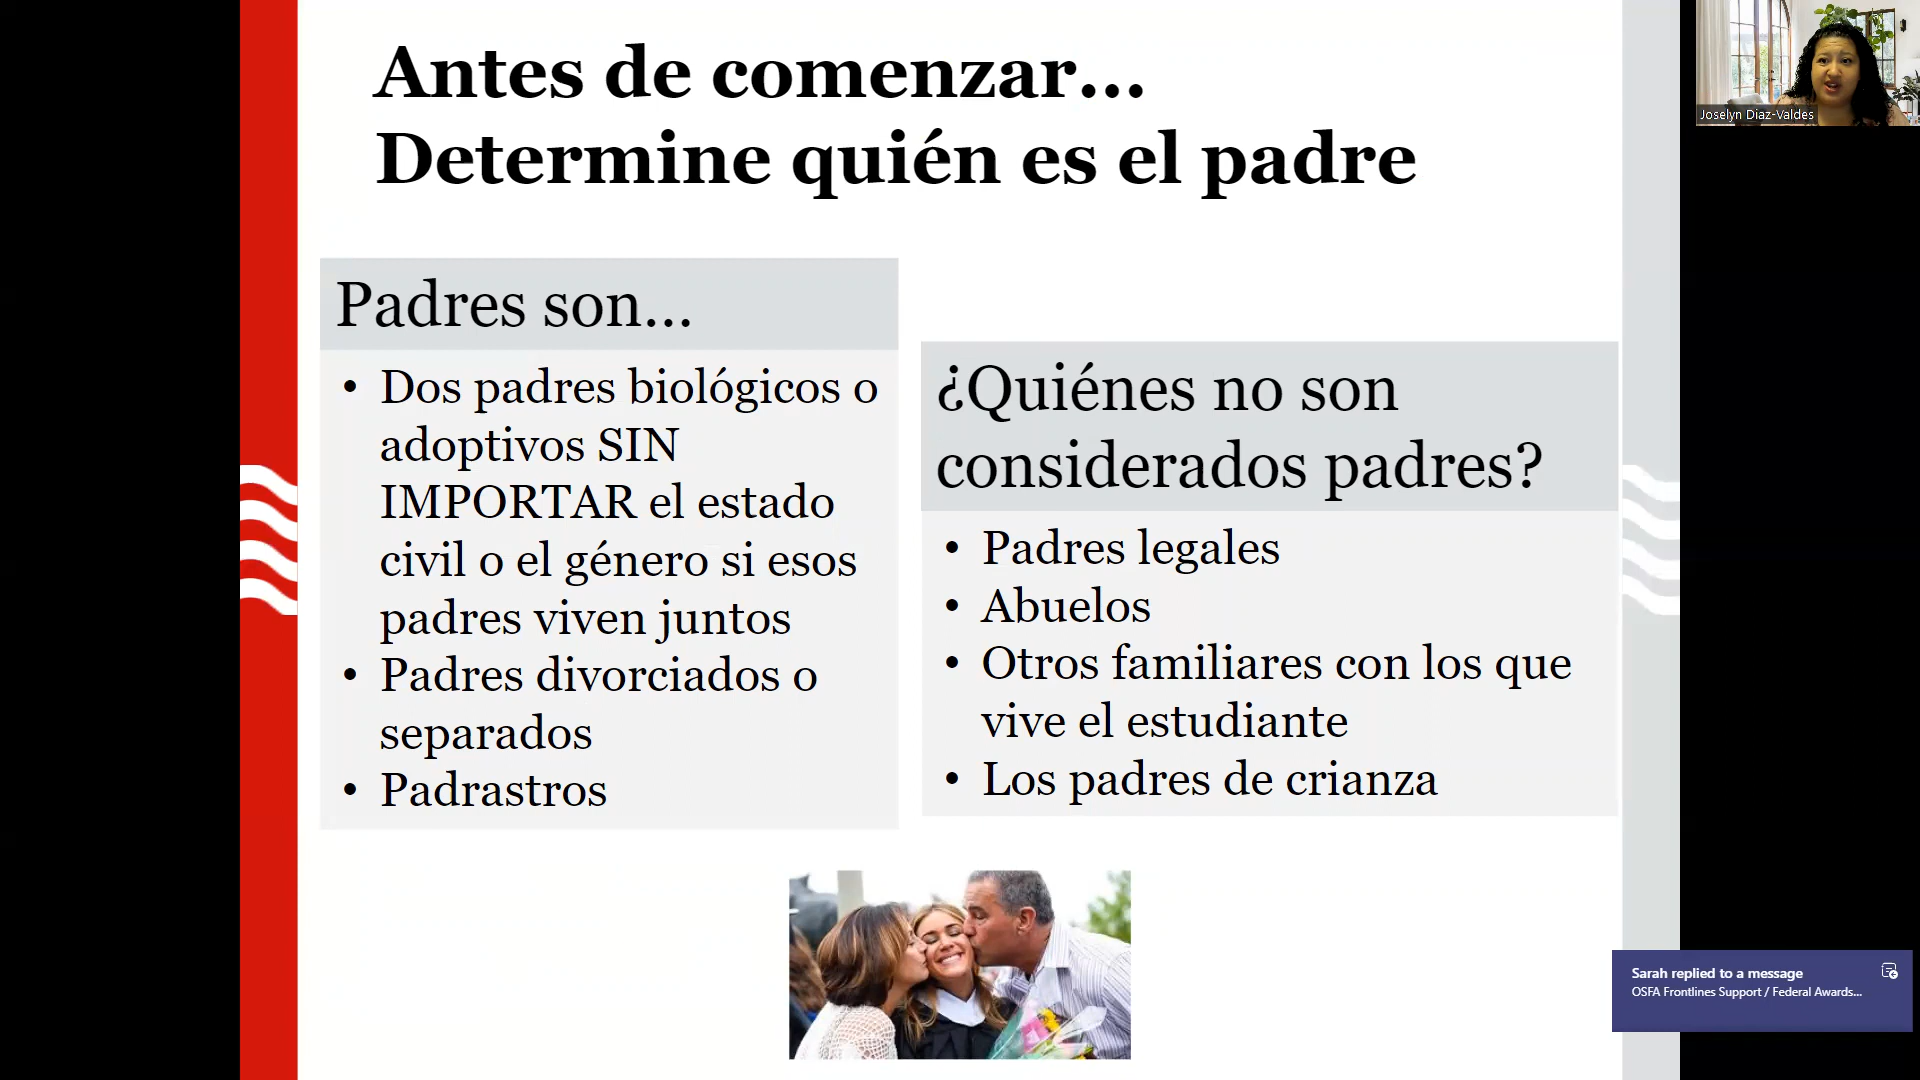 Antes de comenzar...
Determine quién es el padre
Padres son...
• Dos padres biológicos o
adoptivos SIN
IMPORTAR el estado
civil o el género si esos
padres viven juntos
• Padres divorciados o
separados
• Padrastros
¿Quiénes no son
considerados padres?
• Padres legales
• Abuelos
• Otros familiares con los que
vive el estudiante
• Los padres de crianza
Joselyn Diaz-Valdes
Sarah replied to a message
OSFA Frontlines Support / Federal Awards...